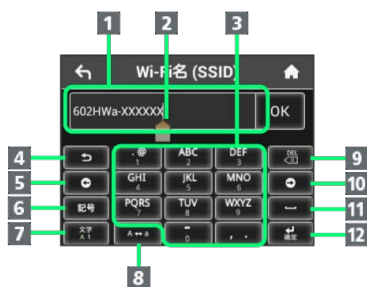 1 2 3
Wi-Fi名 (SSID)
602HWa-XXXXXX OK
4 .@ 1 ABC 2 DEF 3 DEL 9
5 GHI 4 JKL 5 MNO 6 10
6 記号 PQRS 7 TUV 8 WXYZ 9 11
7 文字 A 1 A↔a - 0 , . 確定 12
8